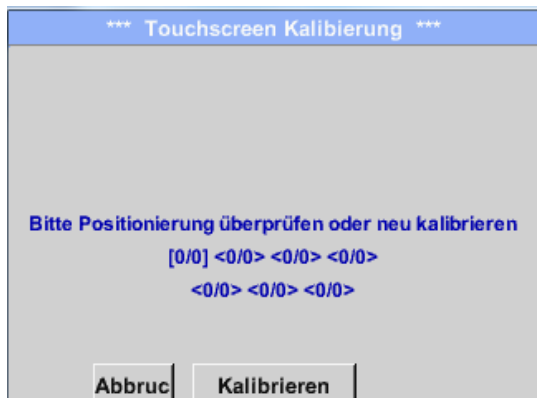 *** Touchscreen Kalibierung ***
Bitte Positionierung überprüfen oder neu kalibrieren
[0/0] <0/0> <0/0> <0/0>
<0/0> <0/0> <0/0>
Abbruc Kalibrieren